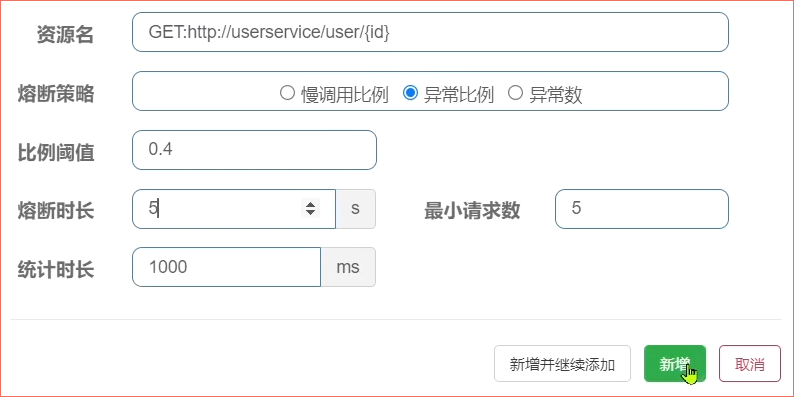 资源名 GET:http://userservice/user/{id}
熔断策略 慢调用比例 异常比例 异常数
比例阈值 0.4
熔断时长 5 s 最小请求数 5
统计时长 1000 ms
新增并继续添加 新增 取消